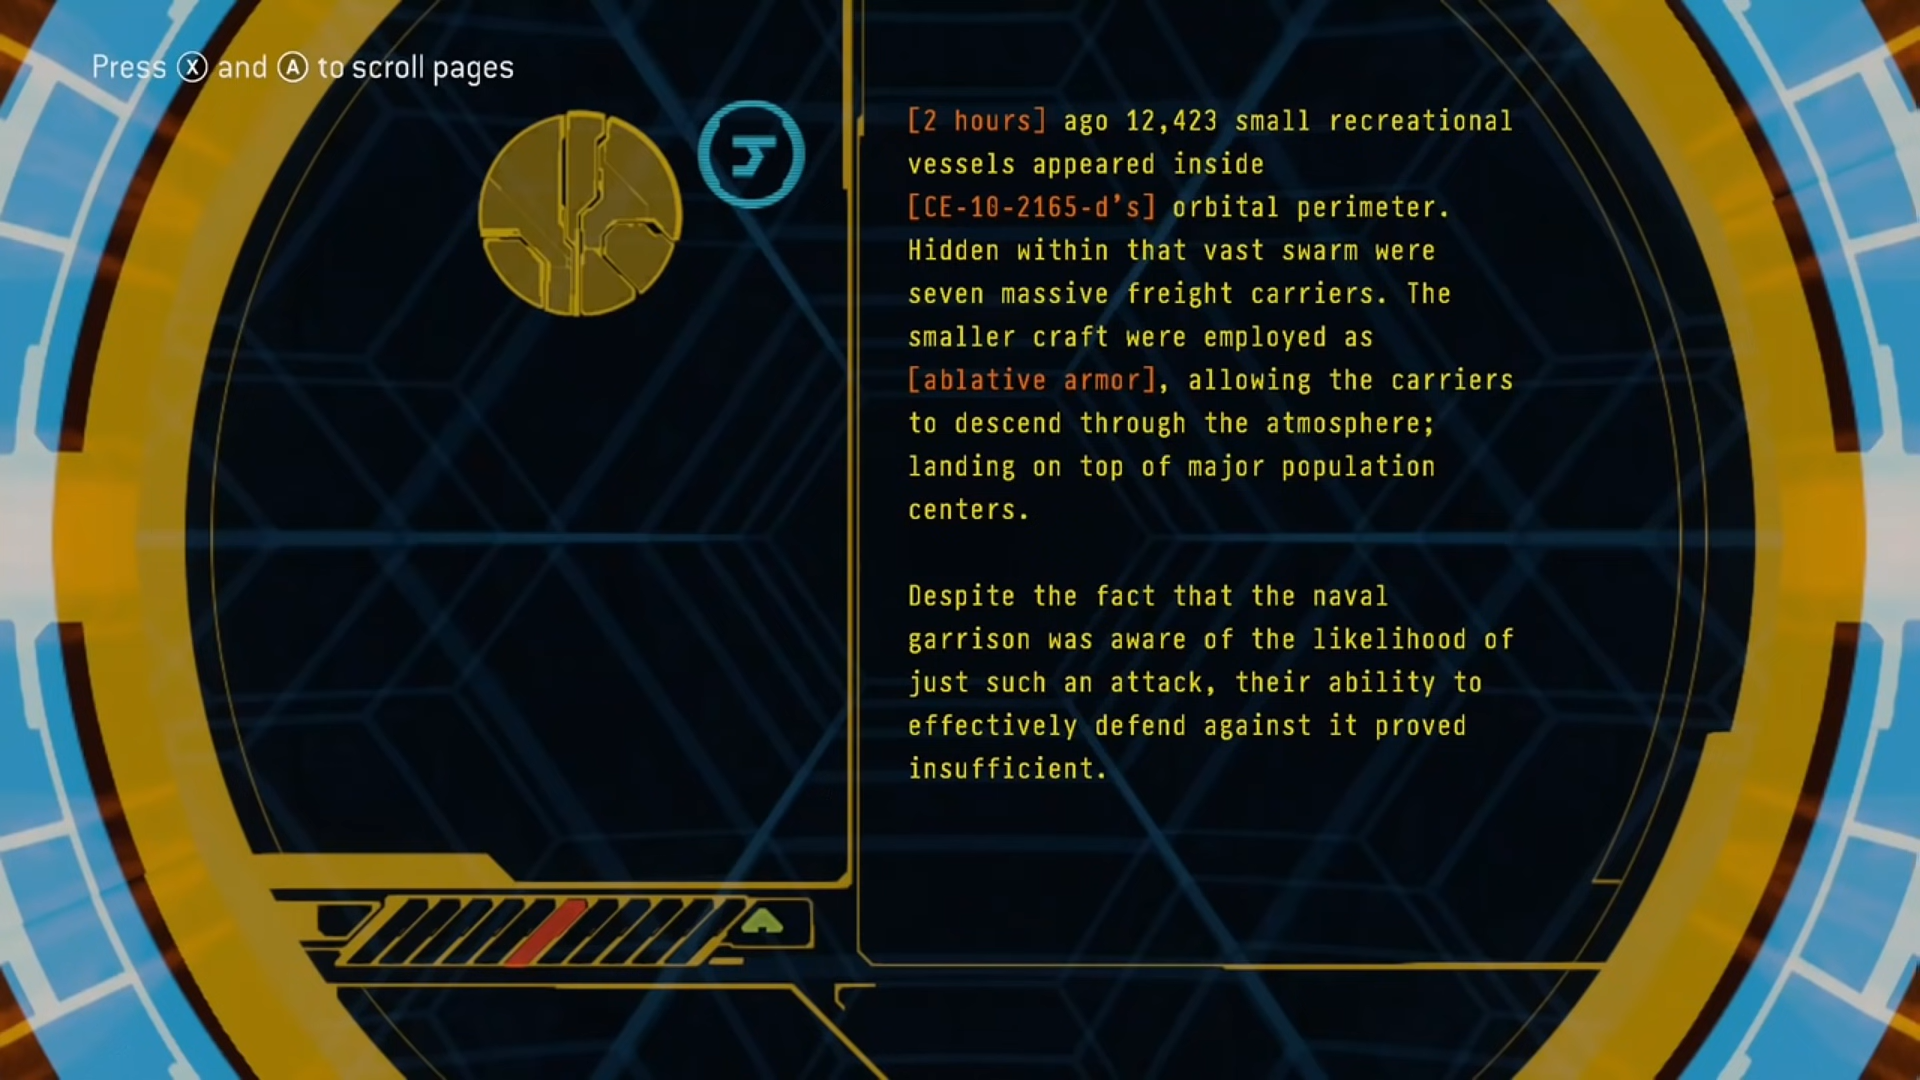 Press X and A to scroll pages
[2 hours] ago 12,423 small recreational
vessels appeared inside
[CE-10-2165-d's] orbital perimeter.
Hidden within that vast swarm were
seven massive freight carriers. The
smaller craft were employed as
[ablative armor], allowing the carriers
to descend through the atmosphere;
landing on top of major population
centers.
Despite the fact that the naval
garrison was aware of the likelihood of
just such an attack, their ability to
effectively defend against it proved
insufficient.